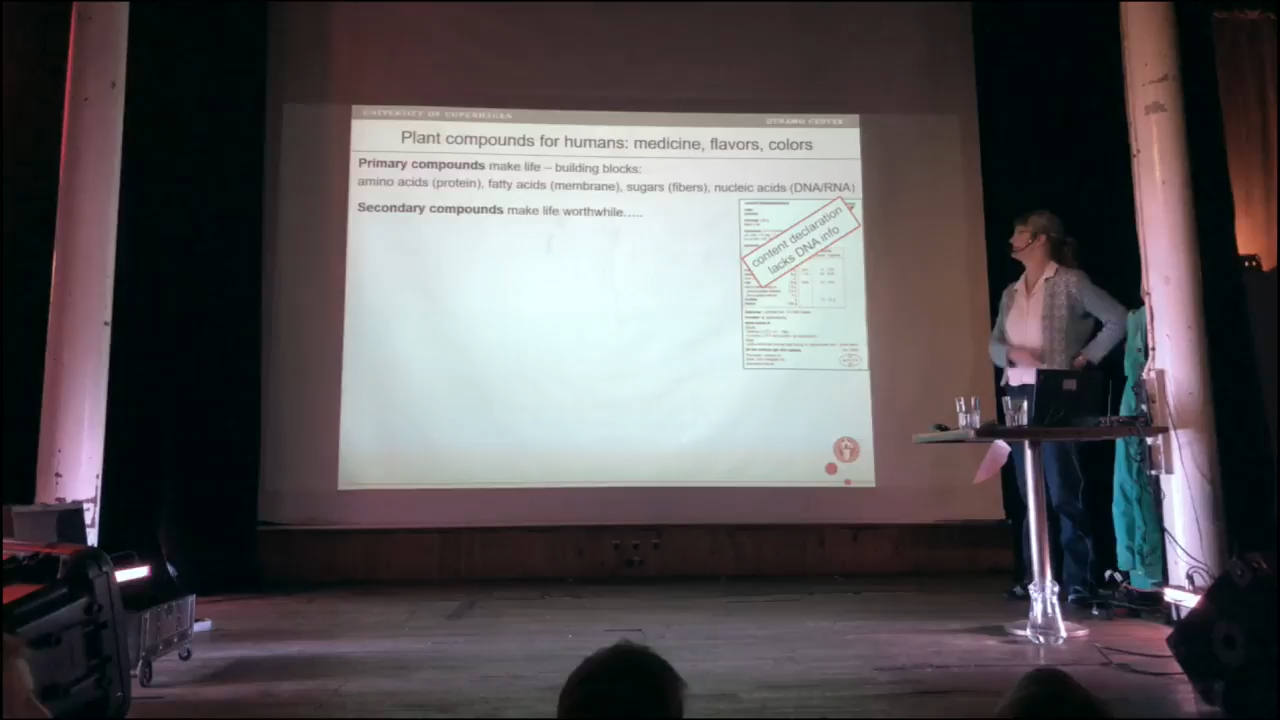 UNIVERSITY OF COPENHAGEN
DYNAMO CENTER
Plant compounds for humans: medicine, flavors, colors
Primary compounds make life – building blocks:
amino acids (protein), fatty acids (membrane), sugars (fibers), nucleic acids (DNA/RNA)
Secondary compounds make life worthwhile.....
content declaration
lacks DNA info